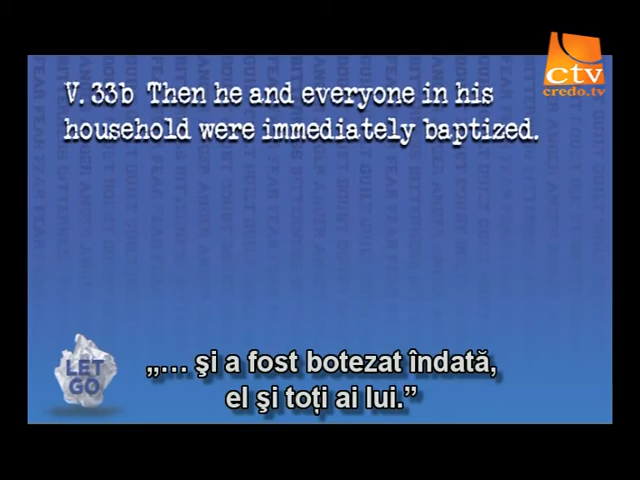 ctv
credo.tv
V. 33b Then he and everyone in his
household were immediately baptized.
LET
GO
„… şi a fost botezat îndată,
el şi toți ai lui.”